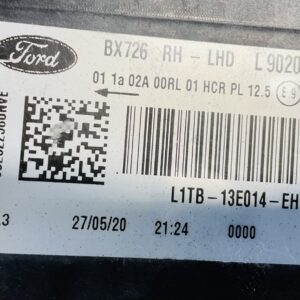 Ford
BX726 RH - LHD L9020
01 1a 02A 00RL 01 HCR PL 12.5 E9
L1TB-13E014-EH
27/05/20 21:24 0000